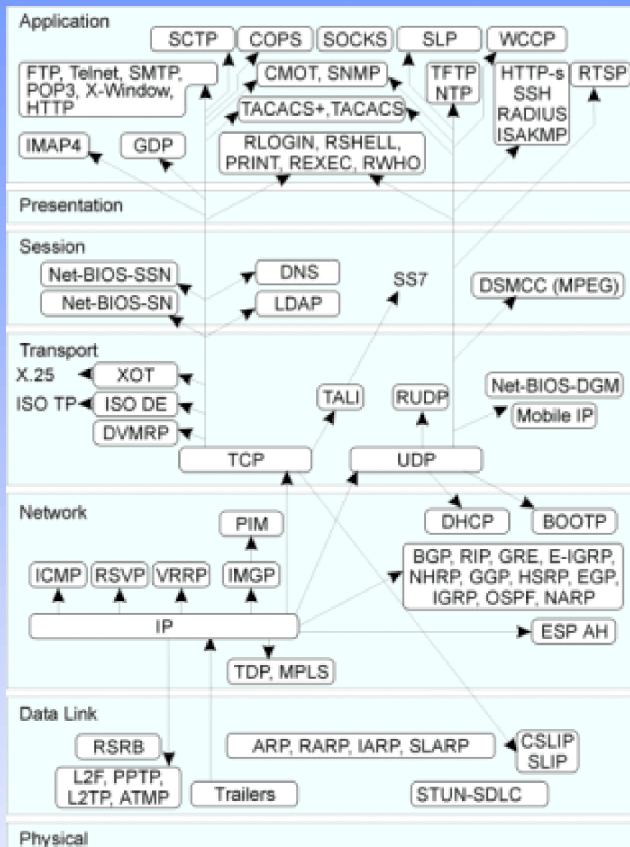 Application
SCTP COPS SOCKS SLP WCCP
FTP, Telnet, SMTP,
POP3, X-Window,
HTTP
CMOT, SNMP
TFTP
NTP
HTTP-s
SSH
RADIUS
ISAKMP
RTSP
TACACS+,TACACS
IMAP4
GDP
RLOGIN, RSHELL,
PRINT, REXEC, RWHO
Presentation
Session
Net-BIOS-SSN
DNS
SS7
DSMCC (MPEG)
Net-BIOS-SN
LDAP
Transport
X.25
XOT
ISO TP
ISO DE
DVMRP
TALI
RUDP
Net-BIOS-DGM
Mobile IP
TCP
UDP
Network
PIM
DHCP
BOOTP
ICMP
RSVP
VRRP
IMGP
BGP, RIP, GRE, E-IGRP,
NHRP, GGP, HSRP, EGP,
IGRP, OSPF, NARP
IP
ESP AH
TDP, MPLS
Data Link
RSRB
ARP, RARP, IARP, SLARP
CSLIP
SLIP
L2F, PPTP,
L2TP, ATMP
Trailers
STUN-SDLC
Physical